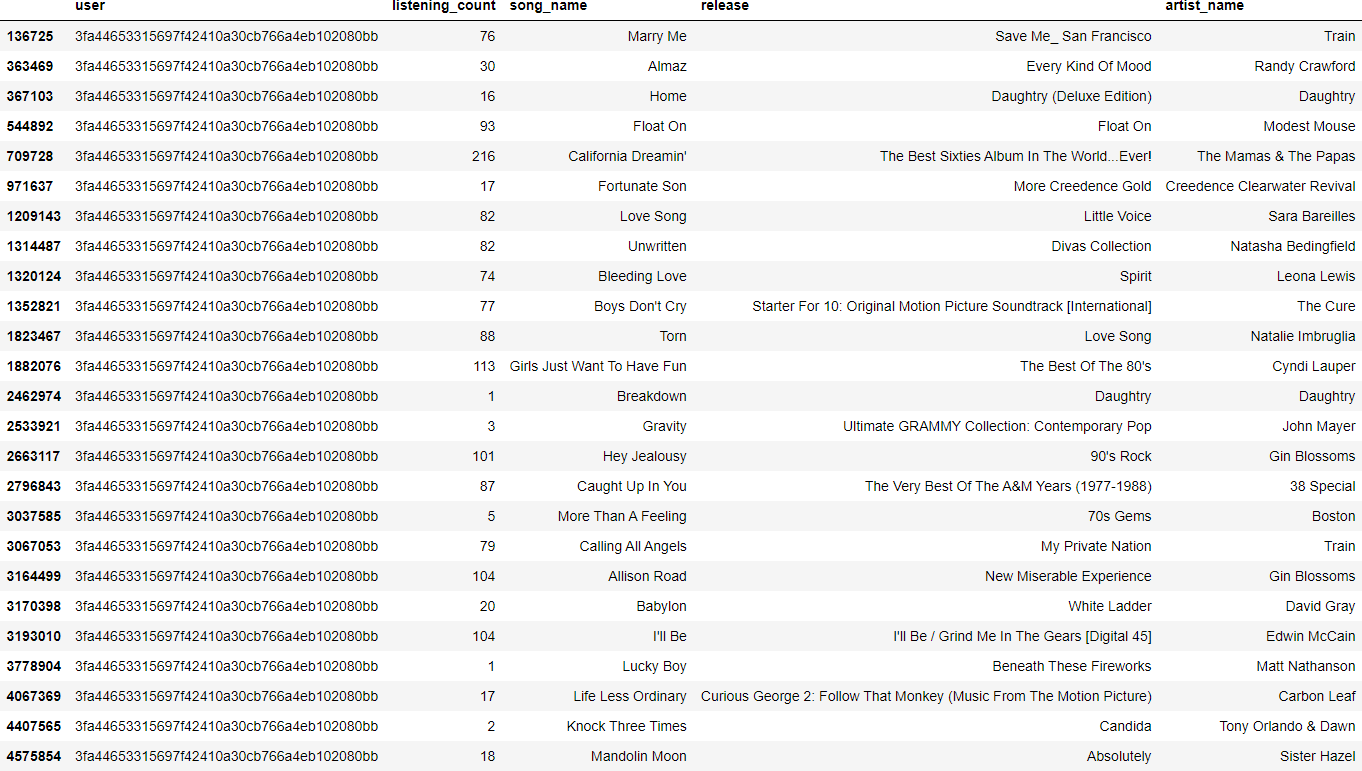 user listening_count song_name release artist_name
136725 3fa44653315697f42410a30cb766a4eb102080bb 76 Marry Me Save Me_ San Francisco Train
363469 3fa44653315697f42410a30cb766a4eb102080bb 30 Almaz Every Kind Of Mood Randy Crawford
367103 3fa44653315697f42410a30cb766a4eb102080bb 16 Home Daughtry (Deluxe Edition) Daughtry
544892 3fa44653315697f42410a30cb766a4eb102080bb 93 Float On Float On Modest Mouse
709728 3fa44653315697f42410a30cb766a4eb102080bb 216 California Dreamin' The Best Sixties Album In The World...Ever! The Mamas & The Papas
971637 3fa44653315697f42410a30cb766a4eb102080bb 17 Fortunate Son More Creedence Gold Creedence Clearwater Revival
1209143 3fa44653315697f42410a30cb766a4eb102080bb 82 Love Song Little Voice Sara Bareilles
1314487 3fa44653315697f42410a30cb766a4eb102080bb 82 Unwritten Divas Collection Natasha Bedingfield
1320124 3fa44653315697f42410a30cb766a4eb102080bb 74 Bleeding Love Spirit Leona Lewis
1352821 3fa44653315697f42410a30cb766a4eb102080bb 77 Boys Don't Cry Starter For 10: Original Motion Picture Soundtrack [International] The Cure
1823467 3fa44653315697f42410a30cb766a4eb102080bb 88 Torn Love Song Natalie Imbruglia
1882076 3fa44653315697f42410a30cb766a4eb102080bb 113 Girls Just Want To Have Fun The Best Of The 80's Cyndi Lauper
2462974 3fa44653315697f42410a30cb766a4eb102080bb 1 Breakdown Daughtry Daughtry
2533921 3fa44653315697f42410a30cb766a4eb102080bb 3 Gravity Ultimate GRAMMY Collection: Contemporary Pop John Mayer
2663117 3fa44653315697f42410a30cb766a4eb102080bb 101 Hey Jealousy 90's Rock Gin Blossoms
2796843 3fa44653315697f42410a30cb766a4eb102080bb 87 Caught Up In You The Very Best Of The A&M Years (1977-1988) 38 Special
3037585 3fa44653315697f42410a30cb766a4eb102080bb 5 More Than A Feeling 70s Gems Boston
3067053 3fa44653315697f42410a30cb766a4eb102080bb 79 Calling All Angels My Private Nation Train
3164499 3fa44653315697f42410a30cb766a4eb102080bb 104 Allison Road New Miserable Experience Gin Blossoms
3170398 3fa44653315697f42410a30cb766a4eb102080bb 20 Babylon White Ladder David Gray
3193010 3fa44653315697f42410a30cb766a4eb102080bb 104 I'll Be I'll Be / Grind Me In The Gears [Digital 45] Edwin McCain
3778904 3fa44653315697f42410a30cb766a4eb102080bb 1 Lucky Boy Beneath These Fireworks Matt Nathanson
4067369 3fa44653315697f42410a30cb766a4eb102080bb 17 Life Less Ordinary Curious George 2: Follow That Monkey (Music From The Motion Picture) Carbon Leaf
4407565 3fa44653315697f42410a30cb766a4eb102080bb 2 Knock Three Times Candida Tony Orlando & Dawn
4575854 3fa44653315697f42410a30cb766a4eb102080bb 18 Mandolin Moon Absolutely Sister Hazel